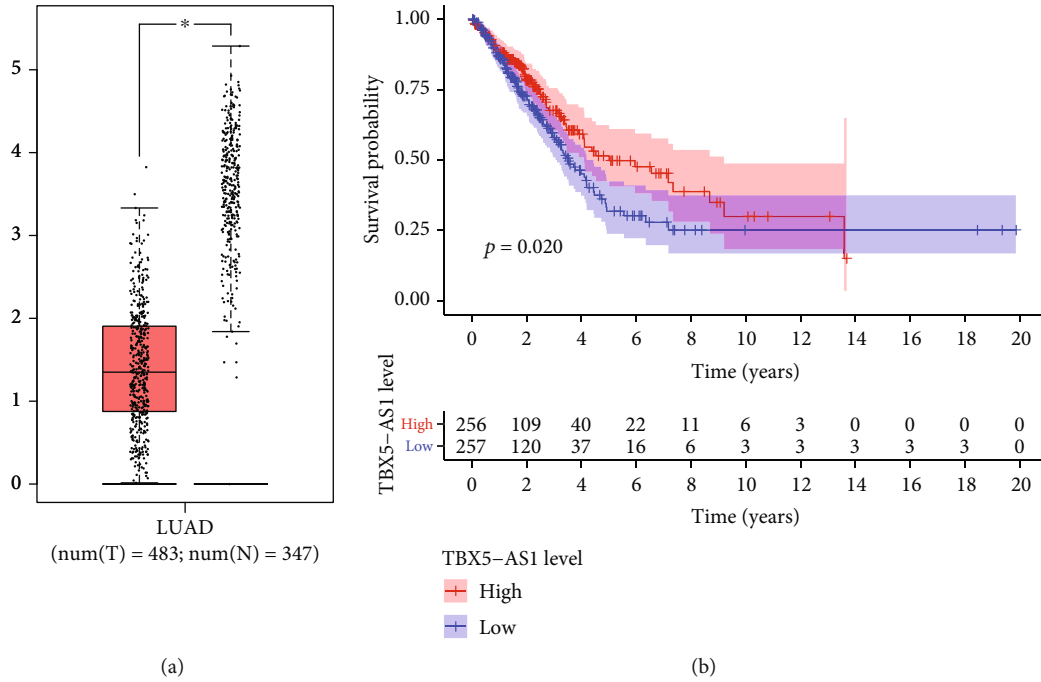 *
5
4
3
2
1
0
LUAD
(num(T) = 483; num(N) = 347)
(a)
Survival probability
1.00
0.75
0.50
0.25
0.00
p = 0.020
0 2 4 6 8 10 12 14 16 18 20
Time (years)
TBX5–AS1 level
High 256 109 40 22 11 6 3 0 0 0 0
Low 257 120 37 16 6 3 3 3 3 3 0
0 2 4 6 8 10 12 14 16 18 20
Time (years)
TBX5–AS1 level
High
Low
(b)